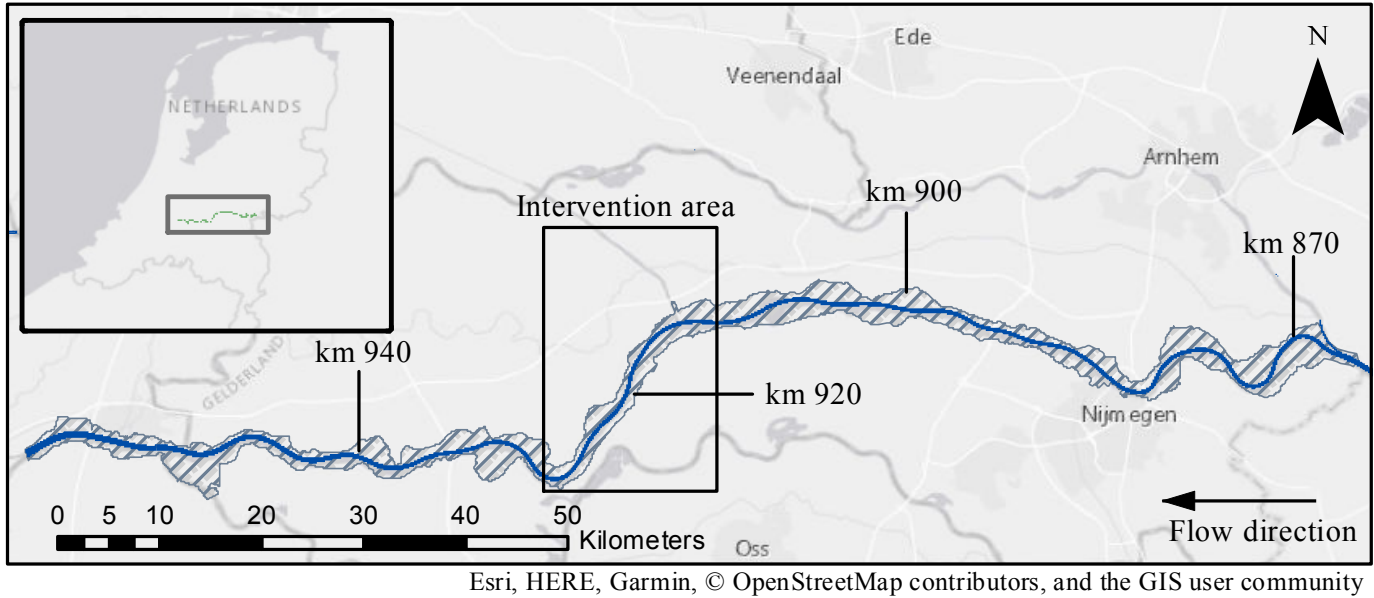 NETHERLANDS
Ede
Veenendaal
N
Arnhem
km 900
Intervention area
km 870
km 940
GELDERLAND
km 920
Nijmegen
0 5 10 20 30 40 50
Kilometers
Flow direction
Oss
Esri, HERE, Garmin, © OpenStreetMap contributors, and the GIS user community